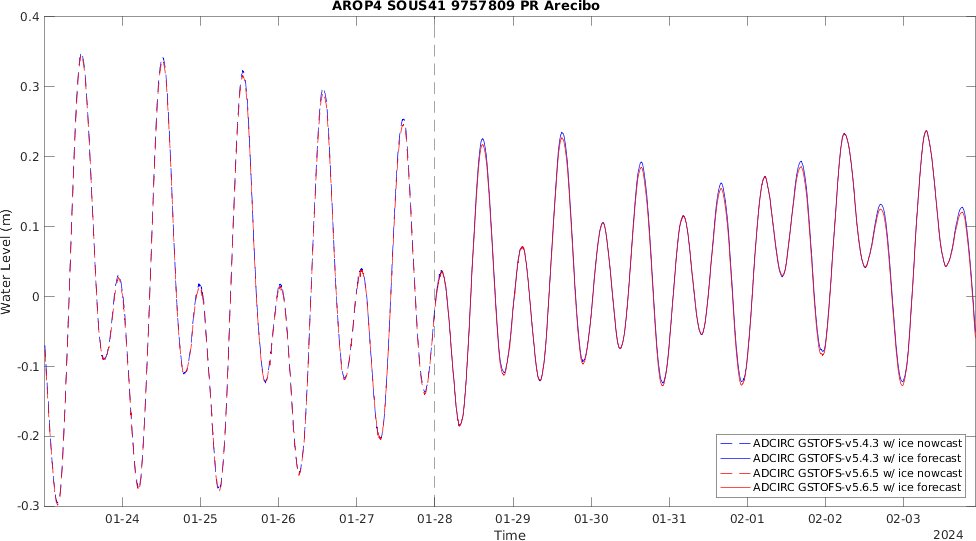 AROP4 SOUS41 9757809 PR Arecibo
Water Level (m)
0.4
0.3
0.2
0.1
0
-0.1
-0.2
-0.3
01-24
01-25
01-26
01-27
01-28
01-29
01-30
01-31
02-01
02-02
02-03
Time
2024
ADCIRC GSTOFS-v5.4.3 w/ ice nowcast
ADCIRC GSTOFS-v5.4.3 w/ ice forecast
ADCIRC GSTOFS-v5.6.5 w/ ice nowcast
ADCIRC GSTOFS-v5.6.5 w/ ice forecast